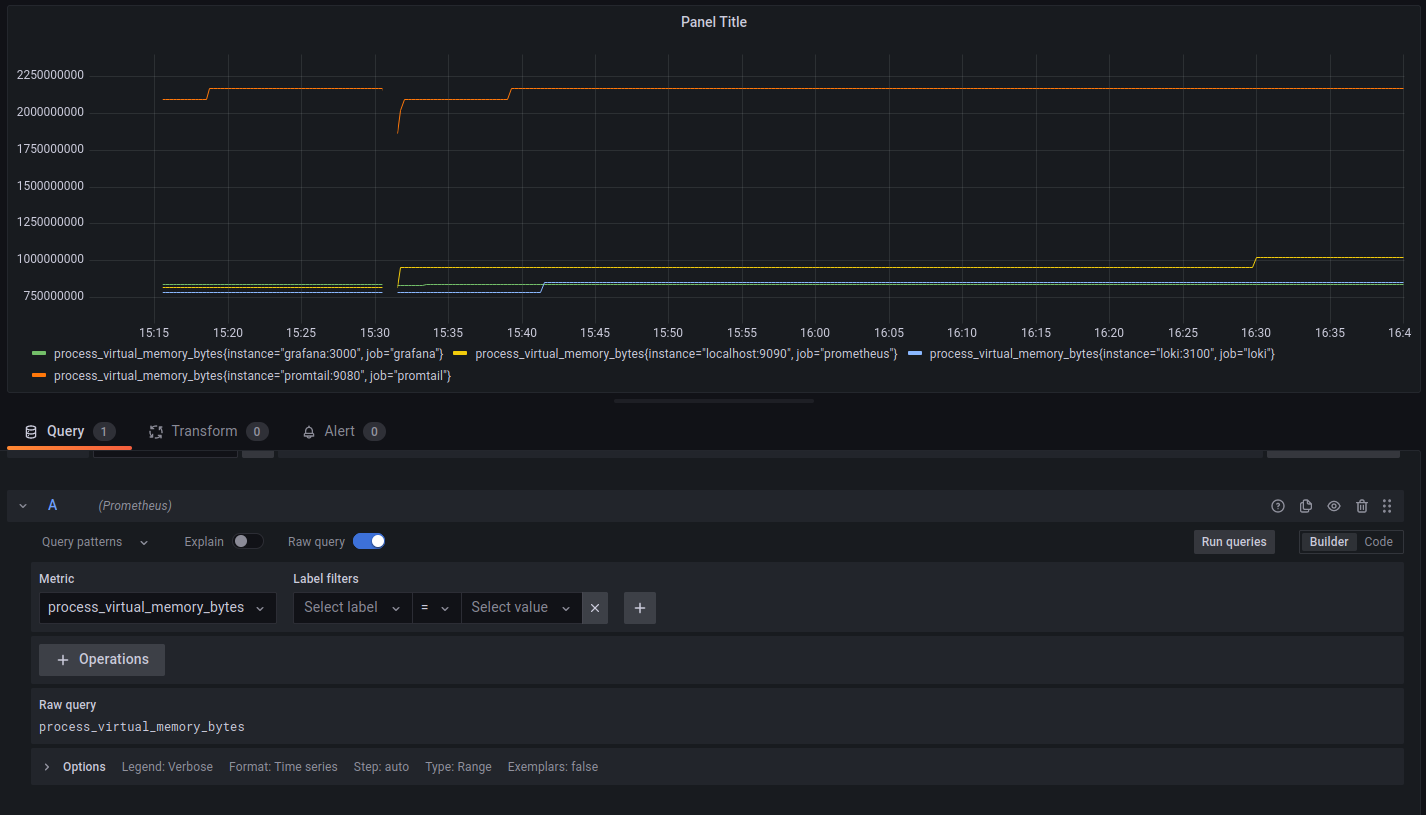 Panel Title
2250000000
2000000000
1750000000
1500000000
1250000000
1000000000
750000000
15:15 15:20 15:25 15:30 15:35 15:40 15:45 15:50 15:55 16:00 16:05 16:10 16:15 16:20 16:25 16:30 16:35 16:4
process_virtual_memory_bytes{instance="grafana:3000", job="grafana"} process_virtual_memory_bytes{instance="localhost:9090", job="prometheus"} process_virtual_memory_bytes{instance="loki:3100", job="loki"}
process_virtual_memory_bytes{instance="promtail:9080", job="promtail"}
Query 1 Transform 0 Alert 0
A (Prometheus)
Query patterns Explain Raw query Run queries Builder Code
Metric Label filters
process_virtual_memory_bytes Select label = Select value
+ Operations
Raw query
process_virtual_memory_bytes
Options Legend: Verbose Format: Time series Step: auto Type: Range Exemplars: false